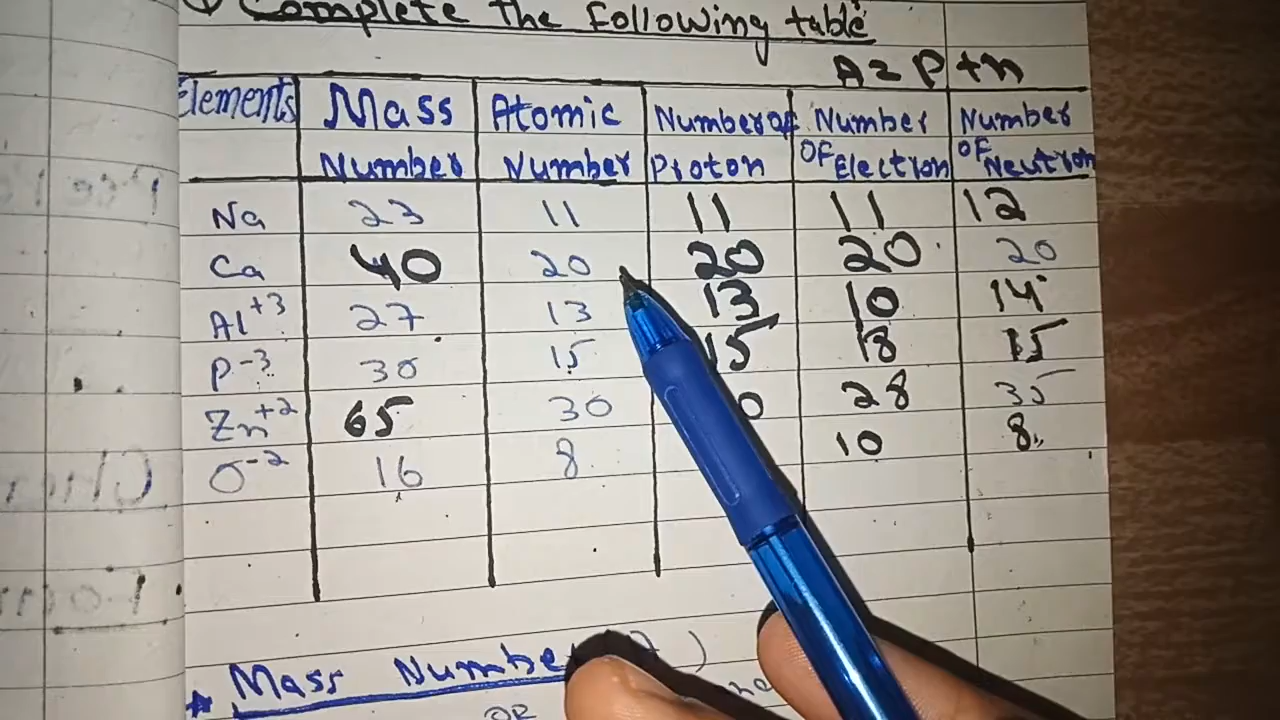 Complete The Following table
A = P + n
Elements Mass Number Atomic Number Number of Proton Number OF Electron Number OF Neutron
Na 23 11 11 11 12
Ca 40 20 20 20 20
Al+3 27 13 13 10 14
P-3 30 15 15 18 15
Zn+2 65 30 0 28 35
O-2 16 8 10 8
Mass Number
OR